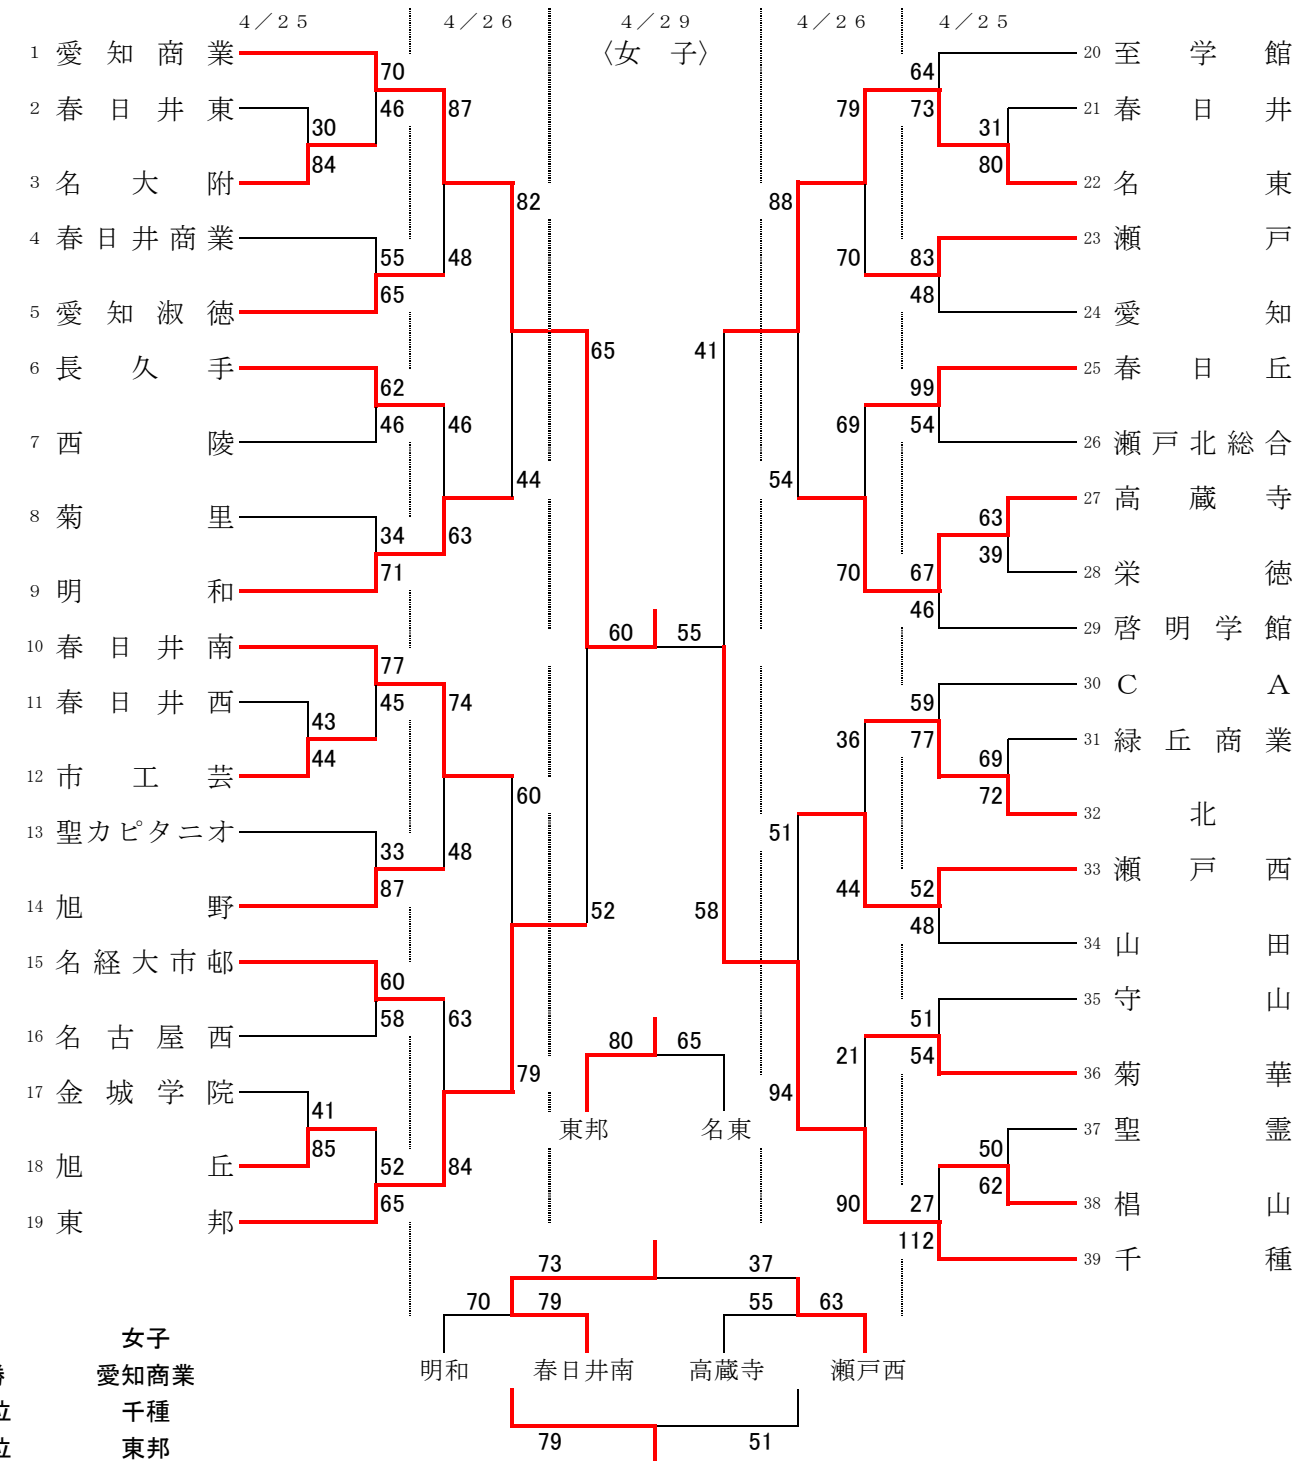 4／25 4／26 4／29 4／26 4／25
〈女　子〉
1 愛知商業
2 春日井東
3 名大附
4 春日井商業
5 愛知淑徳
6 長久手
7 西陵
8 菊里
9 明和
10 春日井南
11 春日井西
12 市工芸
13 聖カピタニオ
14 旭野
15 名経大市邨
16 名古屋西
17 金城学院
18 旭丘
19 東邦
70
46
30
84
55
65
62
46
34
71
77
45
43
44
33
87
60
58
41
85
52
65
87
48
46
63
74
48
63
84
82
44
60
79
65
52
60 55
41
58
88
54
51
94
79
70
69
70
36
44
21
90
64
73
31
80
83
48
99
54
63
39
67
46
59
77
69
72
52
48
51
54
50
62
27
112
20 至学館
21 春日井
22 名東
23 瀬戸
24 愛知
25 春日丘
26 瀬戸北総合
27 高蔵寺
28 栄徳
29 啓明学館
30 ＣＡ
31 緑丘商業
32 北
33 瀬戸西
34 山田
35 守山
36 菊華
37 聖霊
38 椙山
39 千種
80 65
東邦 名東
73 37
70 79 55 63
明和 春日井南 高蔵寺 瀬戸西
79 51
女子
愛知商業
位 千種
位 東邦